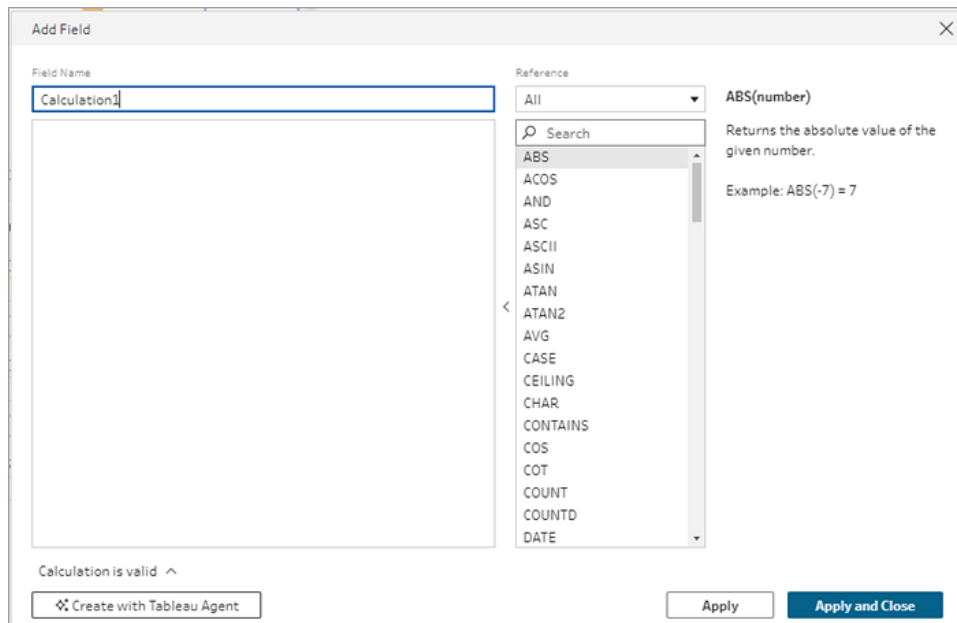 Add Field
Field Name
Calculation1
Reference
All
Search
ABS
ACOS
AND
ASC
ASCII
ASIN
ATAN
ATAN2
AVG
CASE
CEILING
CHAR
CONTAINS
COS
COT
COUNT
COUNTD
DATE
ABS(number)
Returns the absolute value of the
given number.
Example: ABS(-7) = 7
Calculation is valid
Create with Tableau Agent
Apply
Apply and Close